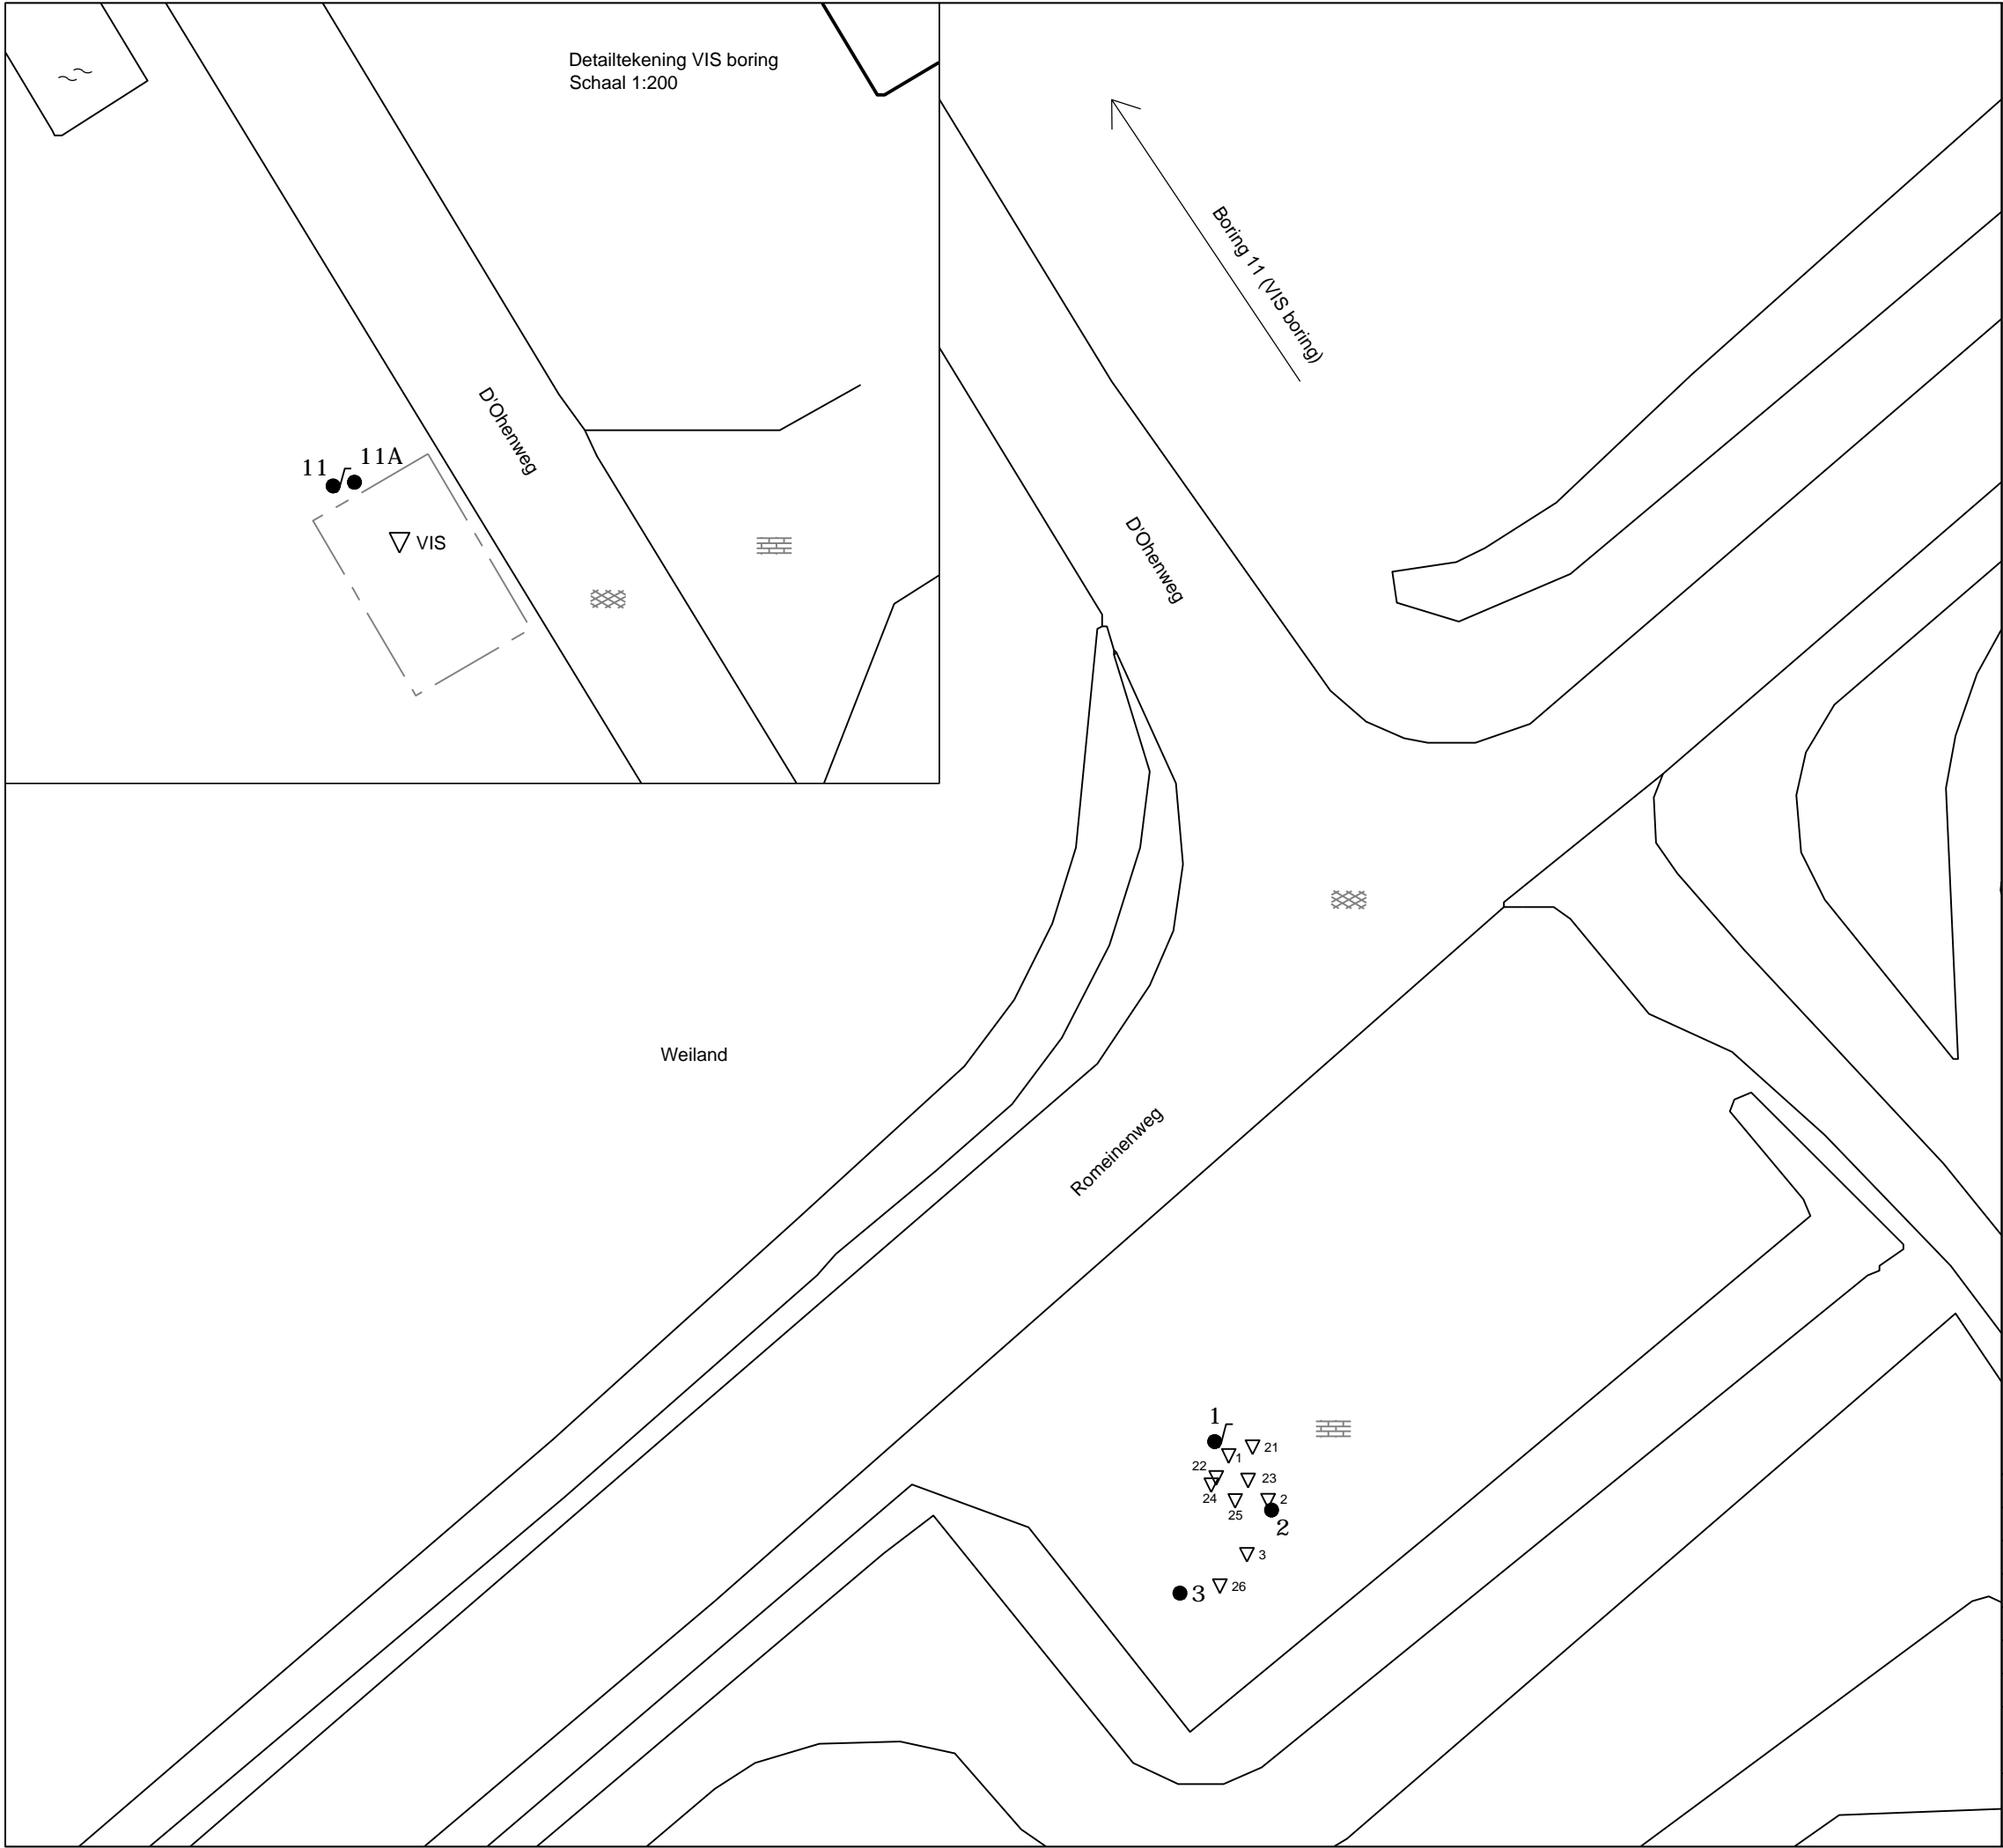 Detailtekening VIS boring
Schaal 1:200
Boring 11 (VIS boring)
D'Ohenweg
11
11A
VIS
D'Ohenweg
Weiland
Romeinenweg
1
21
1
22
23
24
25
2
2
3
3
26